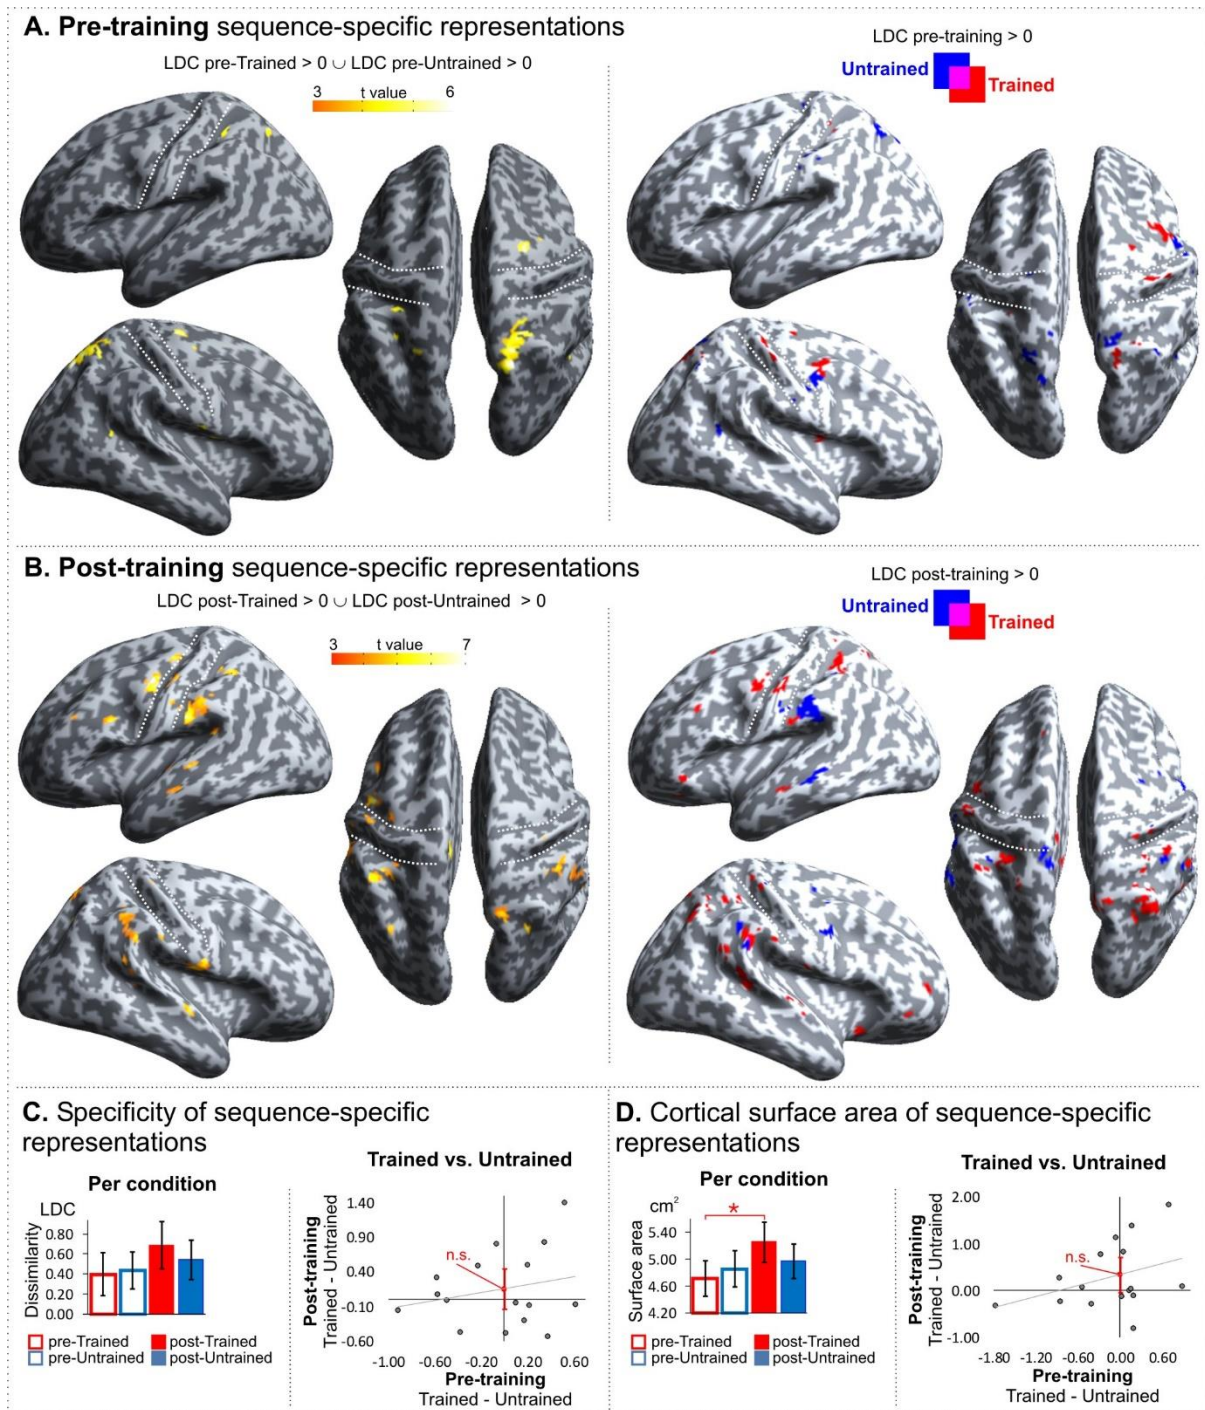 A. Pre-training sequence-specific representations
LDC pre-Trained > 0 ∪ LDC pre-Untrained > 0
3 t value 6
LDC pre-training > 0
Untrained
Trained
B. Post-training sequence-specific representations
LDC post-Trained > 0 ∪ LDC post-Untrained > 0
3 t value 7
LDC post-training > 0
Untrained
Trained
C. Specificity of sequence-specific
representations
Per condition
LDC
Dissimilarity
0.80
0.60
0.40
0.20
0.00
pre-Trained post-Trained
pre-Untrained post-Untrained
Trained vs. Untrained
Post-training
Trained - Untrained
1.40
0.90
0.40
-0.10
-0.60
n.s.
-1.00 -0.60 -0.20 0.20 0.60
Pre-training
Trained - Untrained
D. Cortical surface area of sequence-specific
representations
Per condition
cm²
Surface area
5.40
5.00
4.60
4.20
*
pre-Trained post-Trained
pre-Untrained post-Untrained
Trained vs. Untrained
Post-training
Trained - Untrained
2.00
1.00
0.00
-1.00
n.s.
-1.80 -0.60 0.00 0.60
Pre-training
Trained - Untrained